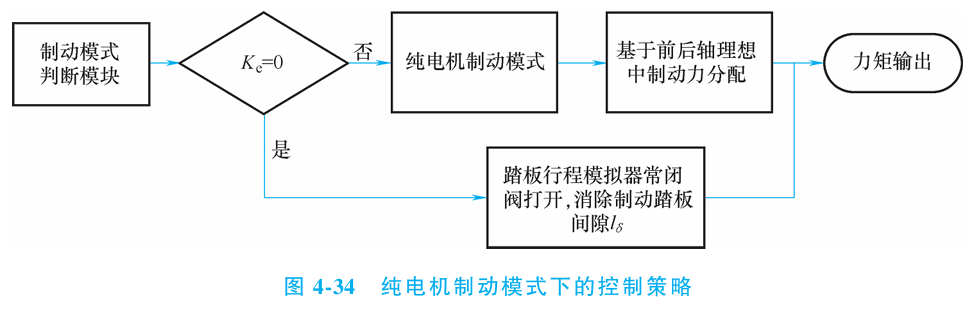 制动模式
判断模块
Kc=0
否
纯电机制动模式
基于前后轴理想
中制动力分配
力矩输出
是
踏板行程模拟器常闭
阀打开,消除制动踏板
间隙lδ
图 4-34 纯电机制动模式下的控制策略